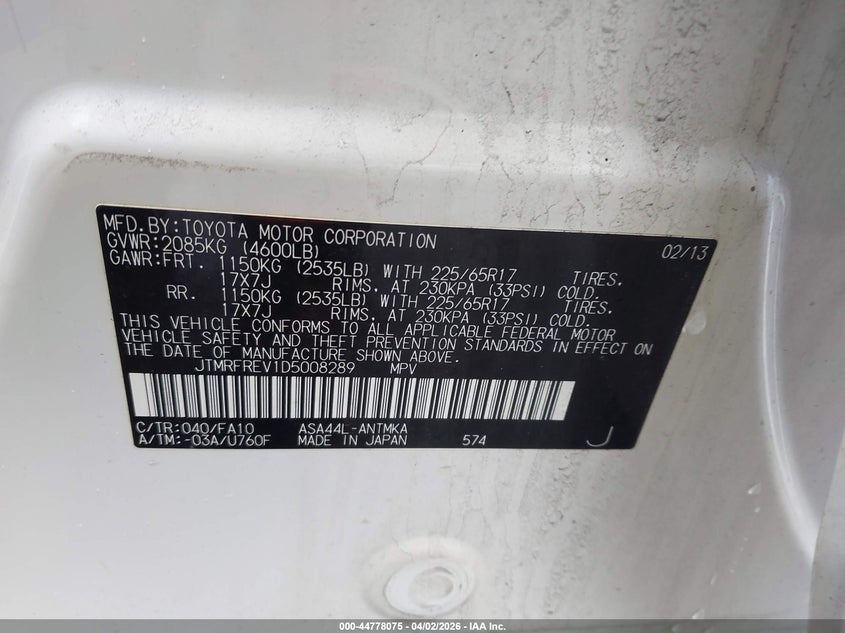 MFD.BY:TOYOTA MOTOR CORPORATION 02/13
GVWR:2085KG (4600LB)
GAWR:FRT. 1150KG (2535LB) WITH 225/65R17 TIRES.
17X7J RIMS. AT 230KPA (33PSI) COLD.
RR. 1150KG (2535LB) WITH 225/65R17 TIRES.
17X7J RIMS. AT 230KPA (33PSI) COLD.
THIS VEHICLE CONFORMS TO ALL APPLICABLE FEDERAL MOTOR
VEHICLE SAFETY AND THEFT PREVENTION STANDARDS IN EFFECT ON
THE DATE OF MANUFACTURE SHOWN ABOVE.
JTMRFREV1D5008289 MPV
C/TR:040/FA10 ASA44L-ANTMKA
A/TM:-03A/U760F MADE IN JAPAN 574 J
000-44778075 - 04/02/2026 - IAA Inc.